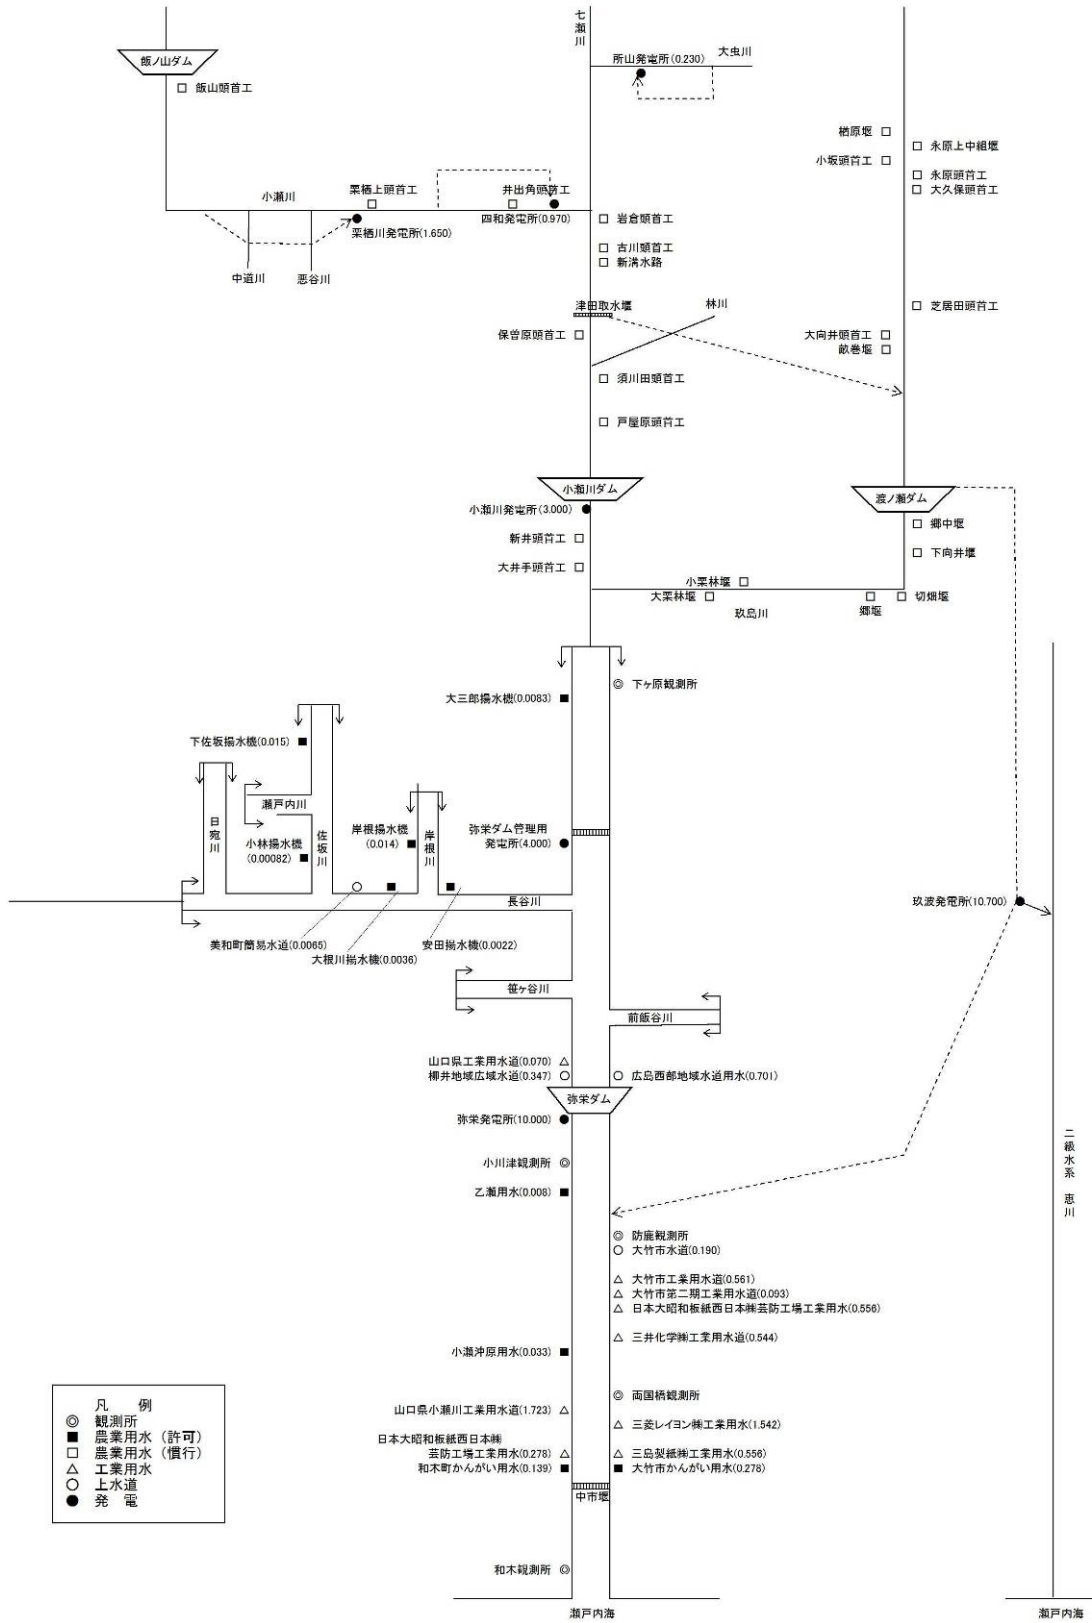 七瀬川
飯ノ山ダム
飯山頭首工
所山発電所(0.230)
大虫川
楢原堰
永原上中組堰
小坂頭首工
永原頭首工
大久保頭首工
小瀬川
栗栖上頭首工
井出角頭首工
四和発電所(0.970)
栗栖川発電所(1.650)
中道川
悪谷川
岩倉頭首工
古川頭首工
新溝水路
津田取水堰
林川
芝居田頭首工
保曽原頭首工
大向井頭首工
畝巻堰
須川田頭首工
戸屋原頭首工
小瀬川ダム
渡ノ瀬ダム
小瀬川発電所(3.000)
郷中堰
新井頭首工
下向井堰
大井手頭首工
小栗林堰
大栗林堰
郷堰
切畑堰
玖島川
下ヶ原観測所
大三郎揚水機(0.0083)
下佐坂揚水機(0.015)
瀬戸内川
日宛川
佐坂川
小林揚水機
(0.00082)
岸根揚水機
(0.014)
岸根川
弥栄ダム管理用
発電所(4.000)
長谷川
玖波発電所(10.700)
美和町簡易水道(0.0065)
大根川揚水機(0.0036)
安田揚水機(0.0022)
笹ヶ谷川
前飯谷川
山口県工業用水道(0.070)
柳井地域広域水道(0.347)
広島西部地域水道用水(0.701)
弥栄ダム
弥栄発電所(10.000)
二級水系 恵川
小川津観測所
乙瀬用水(0.008)
防鹿観測所
大竹市水道(0.190)
大竹市工業用水道(0.561)
大竹市第二期工業用水道(0.093)
日本大昭和板紙西日本㈱芸防工場工業用水(0.556)
三井化学㈱工業用水道(0.544)
小瀬沖原用水(0.033)
両国橋観測所
山口県小瀬川工業用水道(1.723)
三菱レイヨン㈱工業用水(1.542)
日本大昭和板紙西日本㈱
芸防工場工業用水(0.278)
三島製紙㈱工業用水(0.556)
和木町かんがい用水(0.139)
大竹市かんがい用水(0.278)
中市堰
和木観測所
瀬戸内海
瀬戸内海
凡 例
◎ 観測所
■ 農業用水（許可）
□ 農業用水（慣行）
△ 工業用水
○ 上水道
● 発 電